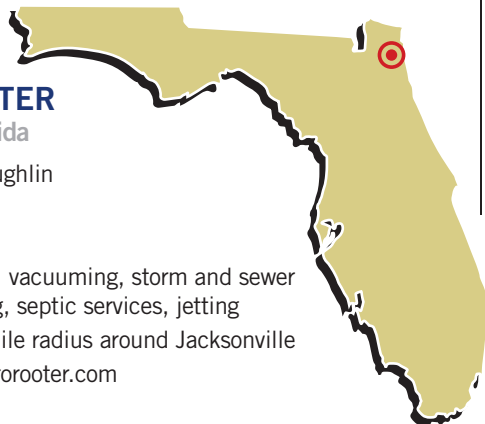 TER
ida
ughlin
vacuuming, storm and sewer
g, septic services, jetting
ile radius around Jacksonville
orooter.com